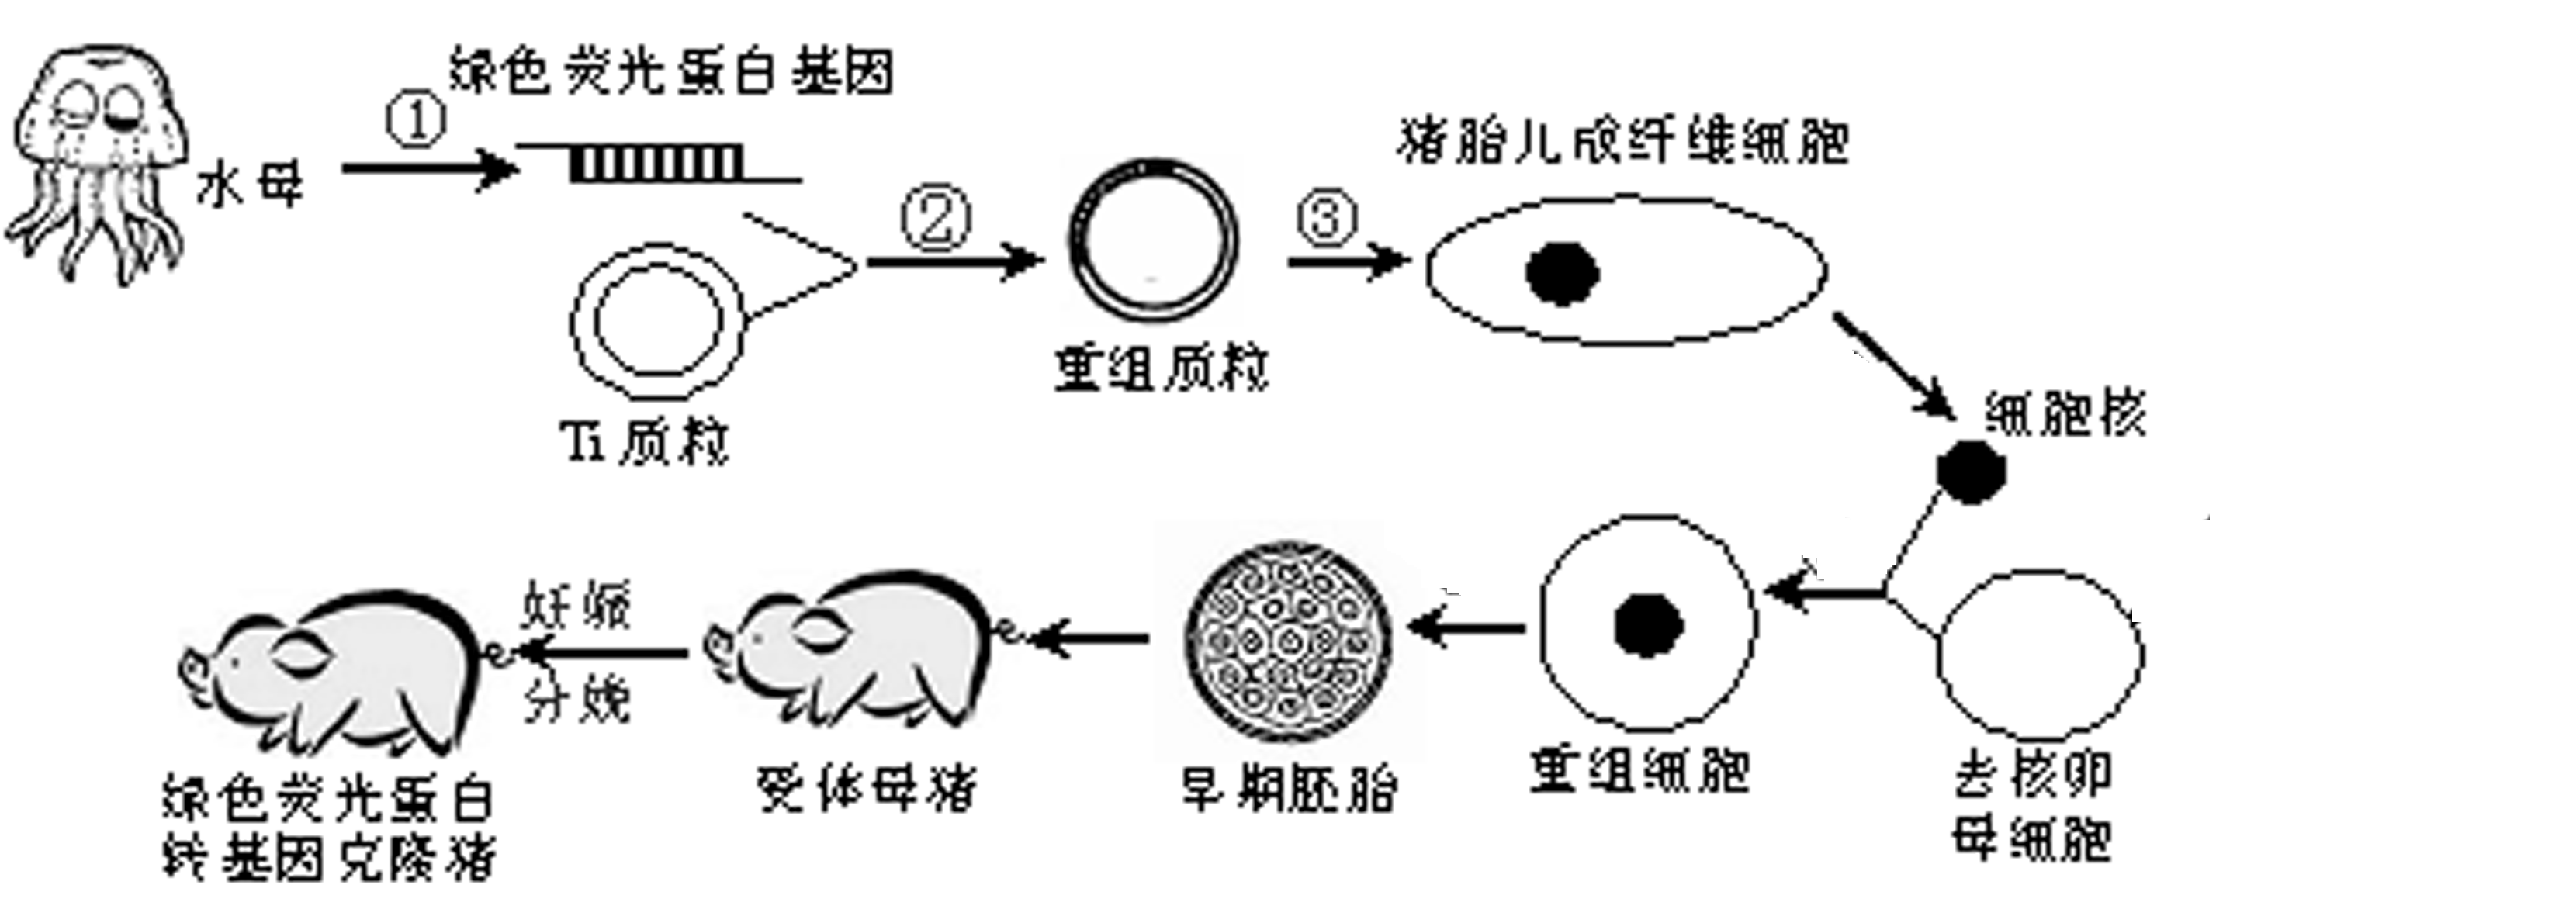 绿色荧光蛋白基因
①
水母
②
③
猪胎儿成纤维细胞
重组质粒
Ti质粒
细胞核
妊娠
分娩
绿色荧光蛋白
转基因克隆猪
受体母猪
早期胚胎
重组细胞
去核卵
母细胞